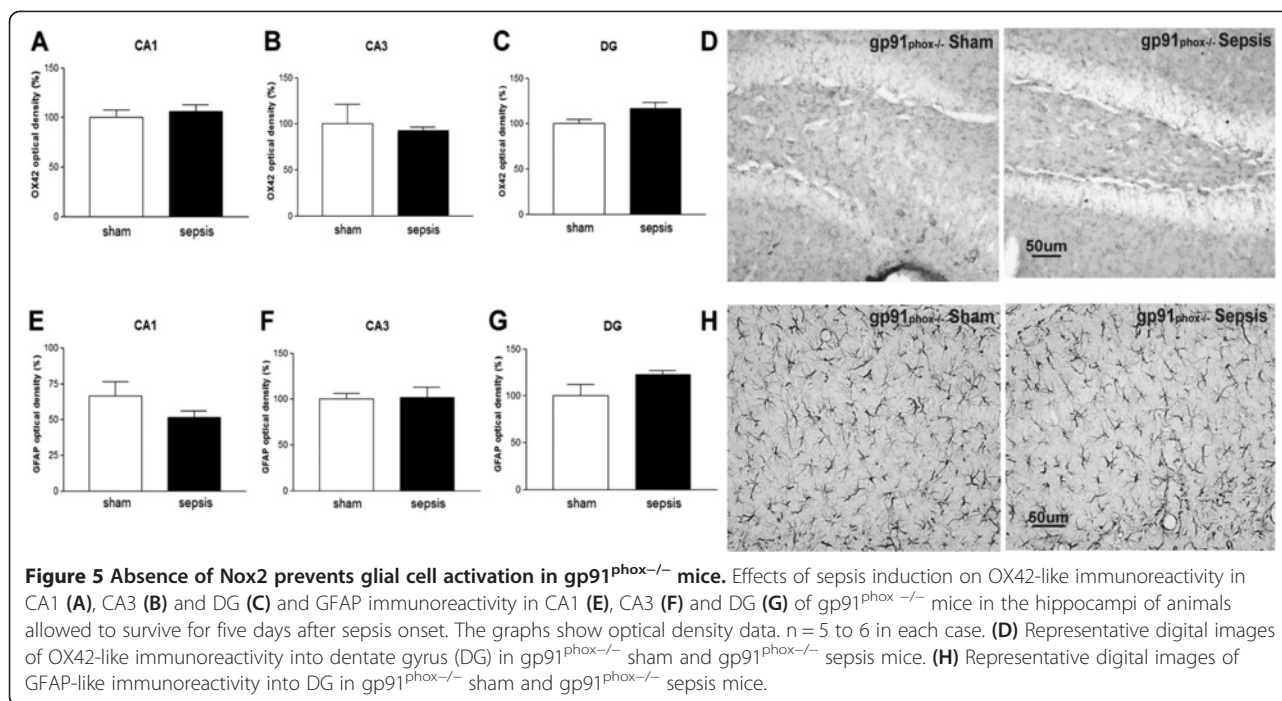 A
CA1
OX42 optical density (%)
150
100
50
0
sham
sepsis
B
CA3
OX42 optical density (%)
150
100
50
0
sham
sepsis
C
DG
OX42 optical density (%)
150
100
50
0
sham
sepsis
D
gp91phox-/- Sham
gp91phox-/- Sepsis
50um
E
CA1
GFAP optical density (%)
100
75
50
25
0
sham
sepsis
F
CA3
GFAP optical density (%)
150
100
50
0
sham
sepsis
G
DG
GFAP optical density (%)
150
100
50
0
sham
sepsis
H
gp91phox-/- Sham
gp91phox-/- Sepsis
50um
Figure 5 Absence of Nox2 prevents glial cell activation in gp91phox−/− mice. Effects of sepsis induction on OX42-like immunoreactivity in
CA1 (A), CA3 (B) and DG (C) and GFAP immunoreactivity in CA1 (E), CA3 (F) and DG (G) of gp91phox −/− mice in the hippocampi of animals
allowed to survive for five days after sepsis onset. The graphs show optical density data. n = 5 to 6 in each case. (D) Representative digital images
of OX42-like immunoreactivity into dentate gyrus (DG) in gp91phox−/− sham and gp91phox−/− sepsis mice. (H) Representative digital images of
GFAP-like immunoreactivity into DG in gp91phox−/− sham and gp91phox−/− sepsis mice.